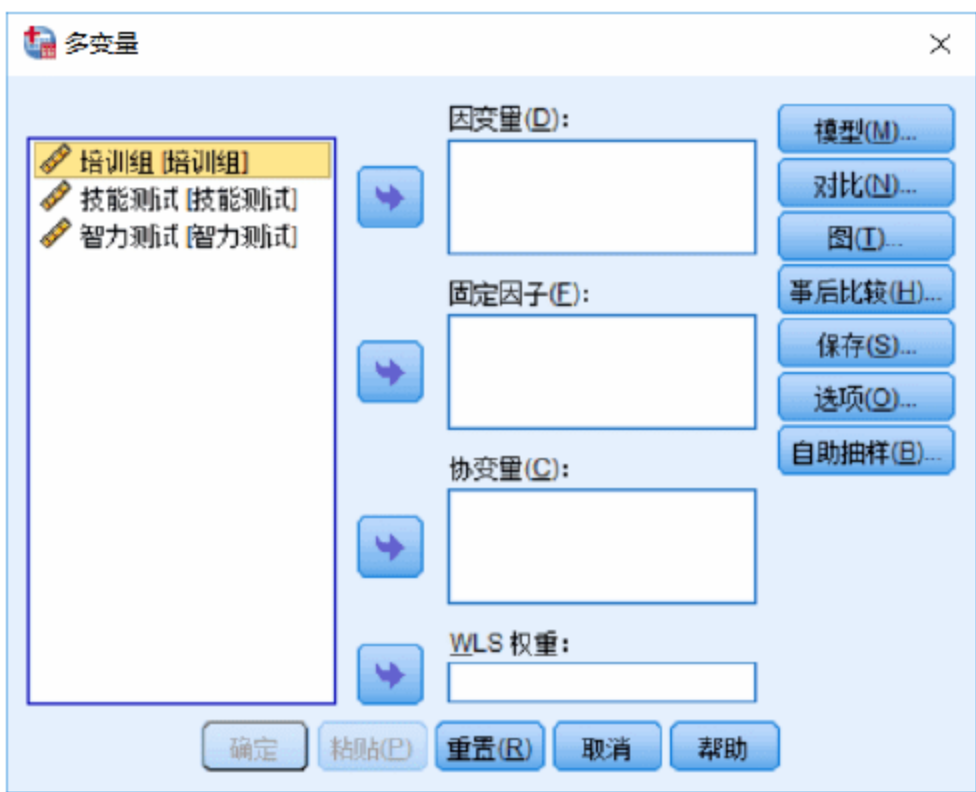 多变量
培训组 [培训组]
技能测试 [技能测试]
智力测试 [智力测试]
因变量(D):
固定因子(F):
协变量(C):
WLS 权重:
模型(M)...
对比(N)...
图(T)...
事后比较(H)...
保存(S)...
选项(O)...
自助抽样(B)...
确定 粘贴(P) 重置(R) 取消 帮助